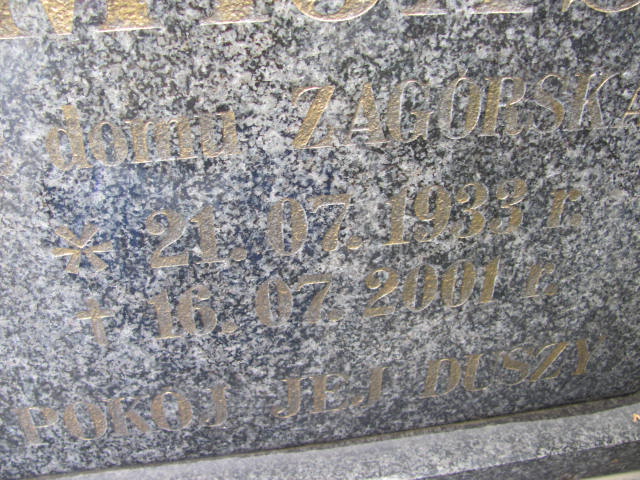 z domu ZAGÓRSKA
* 21. 07. 1933 r.
+ 16. 07. 2001 r.
POKÓJ JEJ DUSZY